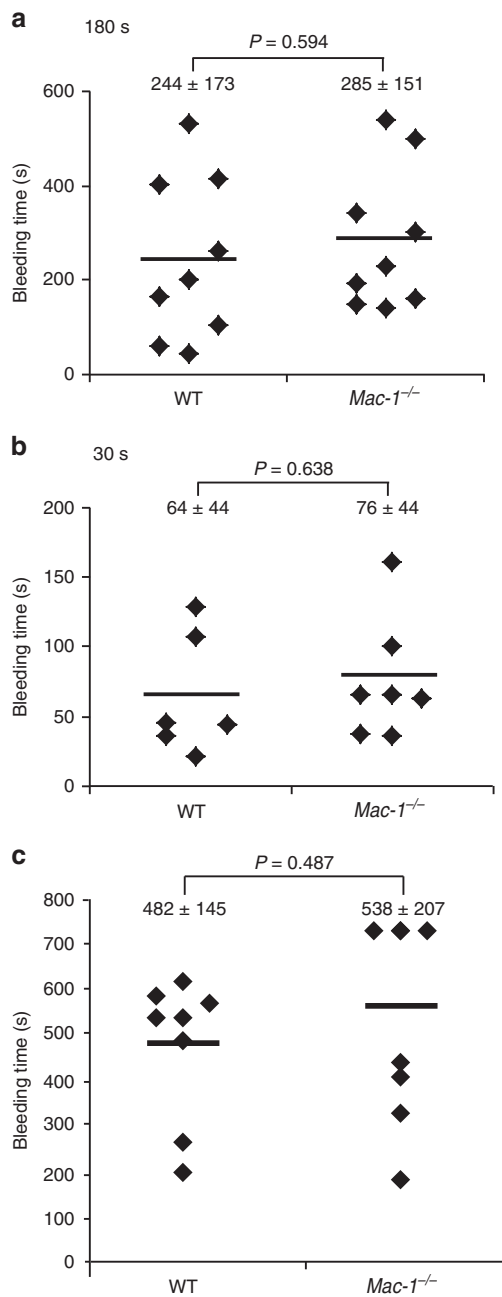 a
180 s
P = 0.594
244 ± 173 285 ± 151
600
400
200
0
Bleeding time (s)
WT Mac-1⁻/⁻
b
30 s
P = 0.638
64 ± 44 76 ± 44
200
150
100
50
0
Bleeding time (s)
WT Mac-1⁻/⁻
c
P = 0.487
482 ± 145 538 ± 207
800
700
600
500
400
300
200
100
0
Bleeding time (s)
WT Mac-1⁻/⁻